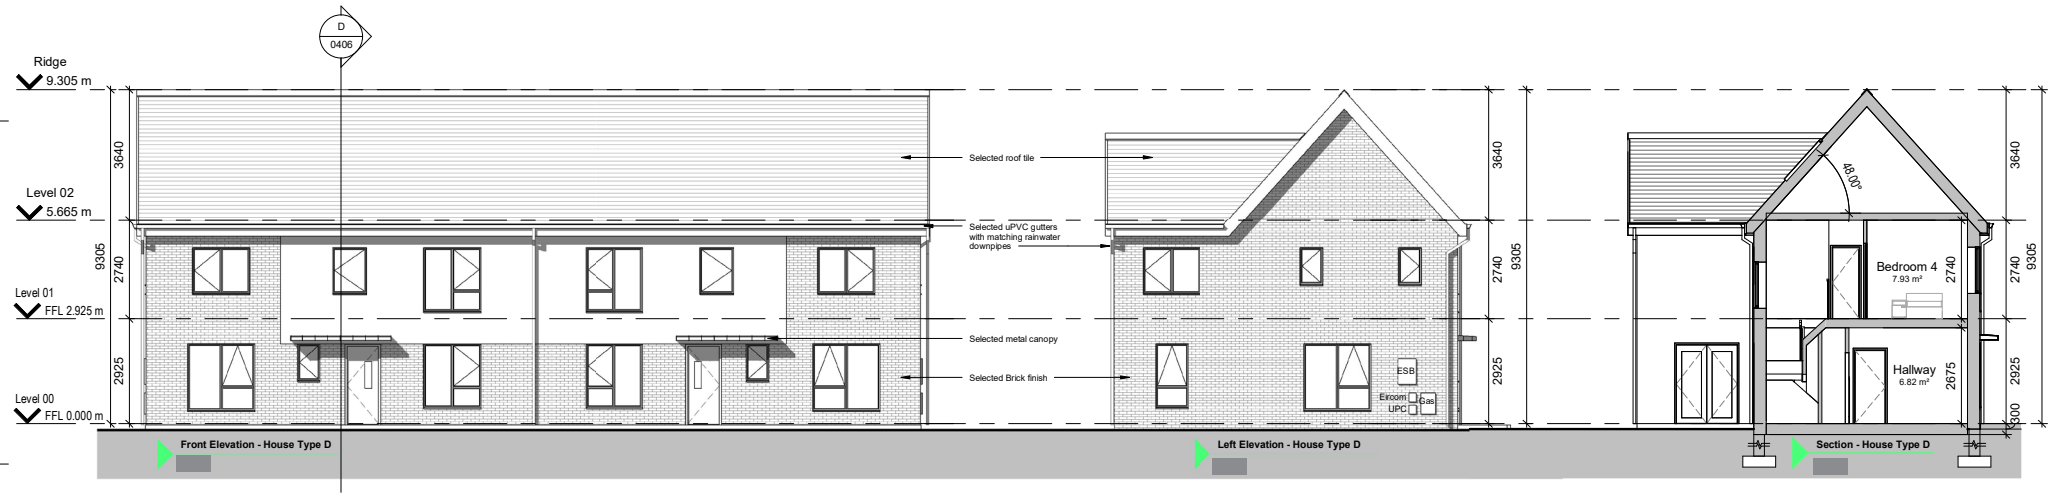 D
0406
Ridge
9.305 m
Level 02
5.665 m
Level 01
FFL 2.925 m
Level 00
FFL 0.000 m
9305
3640
2740
2925
Selected roof tile
Selected uPVC gutters
with matching rainwater
downpipes
Selected metal canopy
Selected Brick finish
ESB
Eircom
Gas
UPC
3640
2740
2925
9305
48.00°
Bedroom 4
7.93 m²
2740
Hallway
6.82 m²
2675
3640
2740
2925
300
9305
Front Elevation - House Type D
Left Elevation - House Type D
Section - House Type D